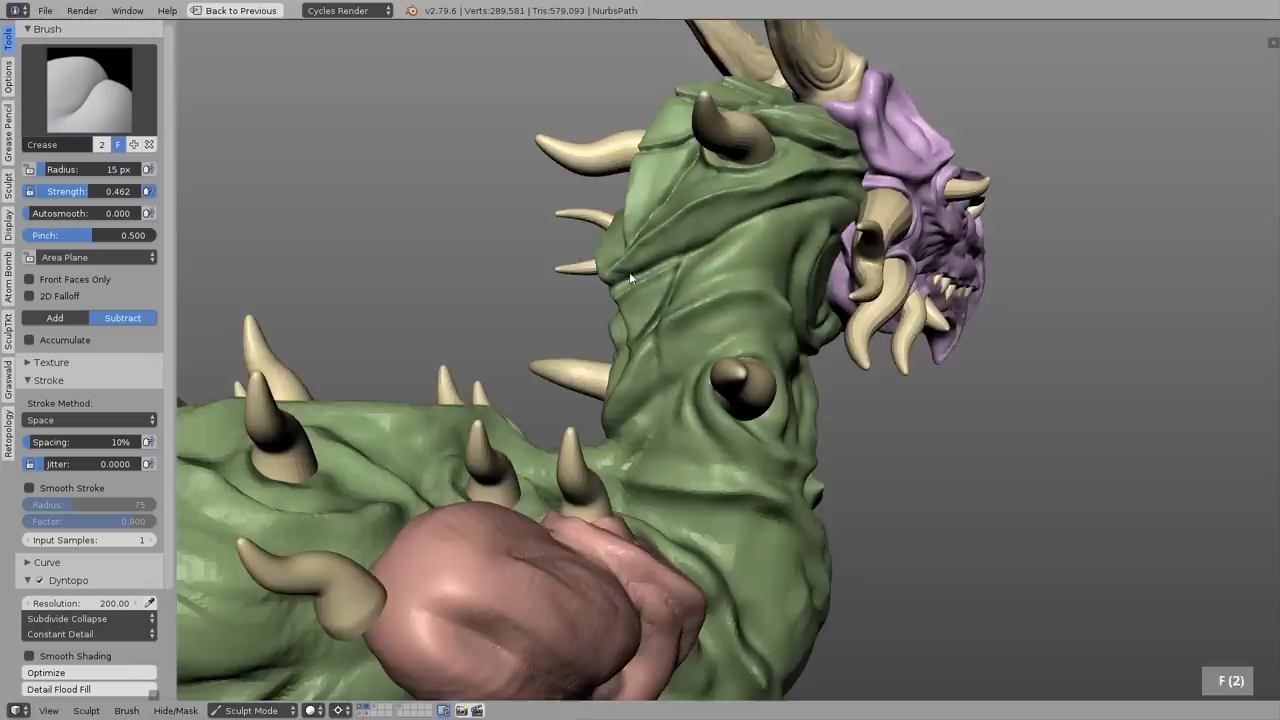 File Render Window Help Back to Previous Cycles Render v2.79.6 | Verts:289,581 | Tris:579,093 | NurbsPath
Tools
Options
Grease Pencil
Sculpt
Display
Atom Bomb
SculpTKt
Graswald
Retopology
Brush
Crease 2 F
Radius: 15 px
Strength: 0.462
Autosmooth: 0.000
Pinch: 0.500
Area Plane
Front Faces Only
2D Falloff
Add Subtract
Accumulate
Texture
Stroke
Stroke Method:
Space
Spacing: 10%
Jitter: 0.0000
Smooth Stroke
Radius: 75
Factor: 0.900
Input Samples: 1
Curve
Dyntopo
Resolution: 200.00
Subdivide Collapse
Constant Detail
Smooth Shading
Optimize
Detail Flood Fill
F (2)
View Sculpt Brush Hide/Mask Sculpt Mode